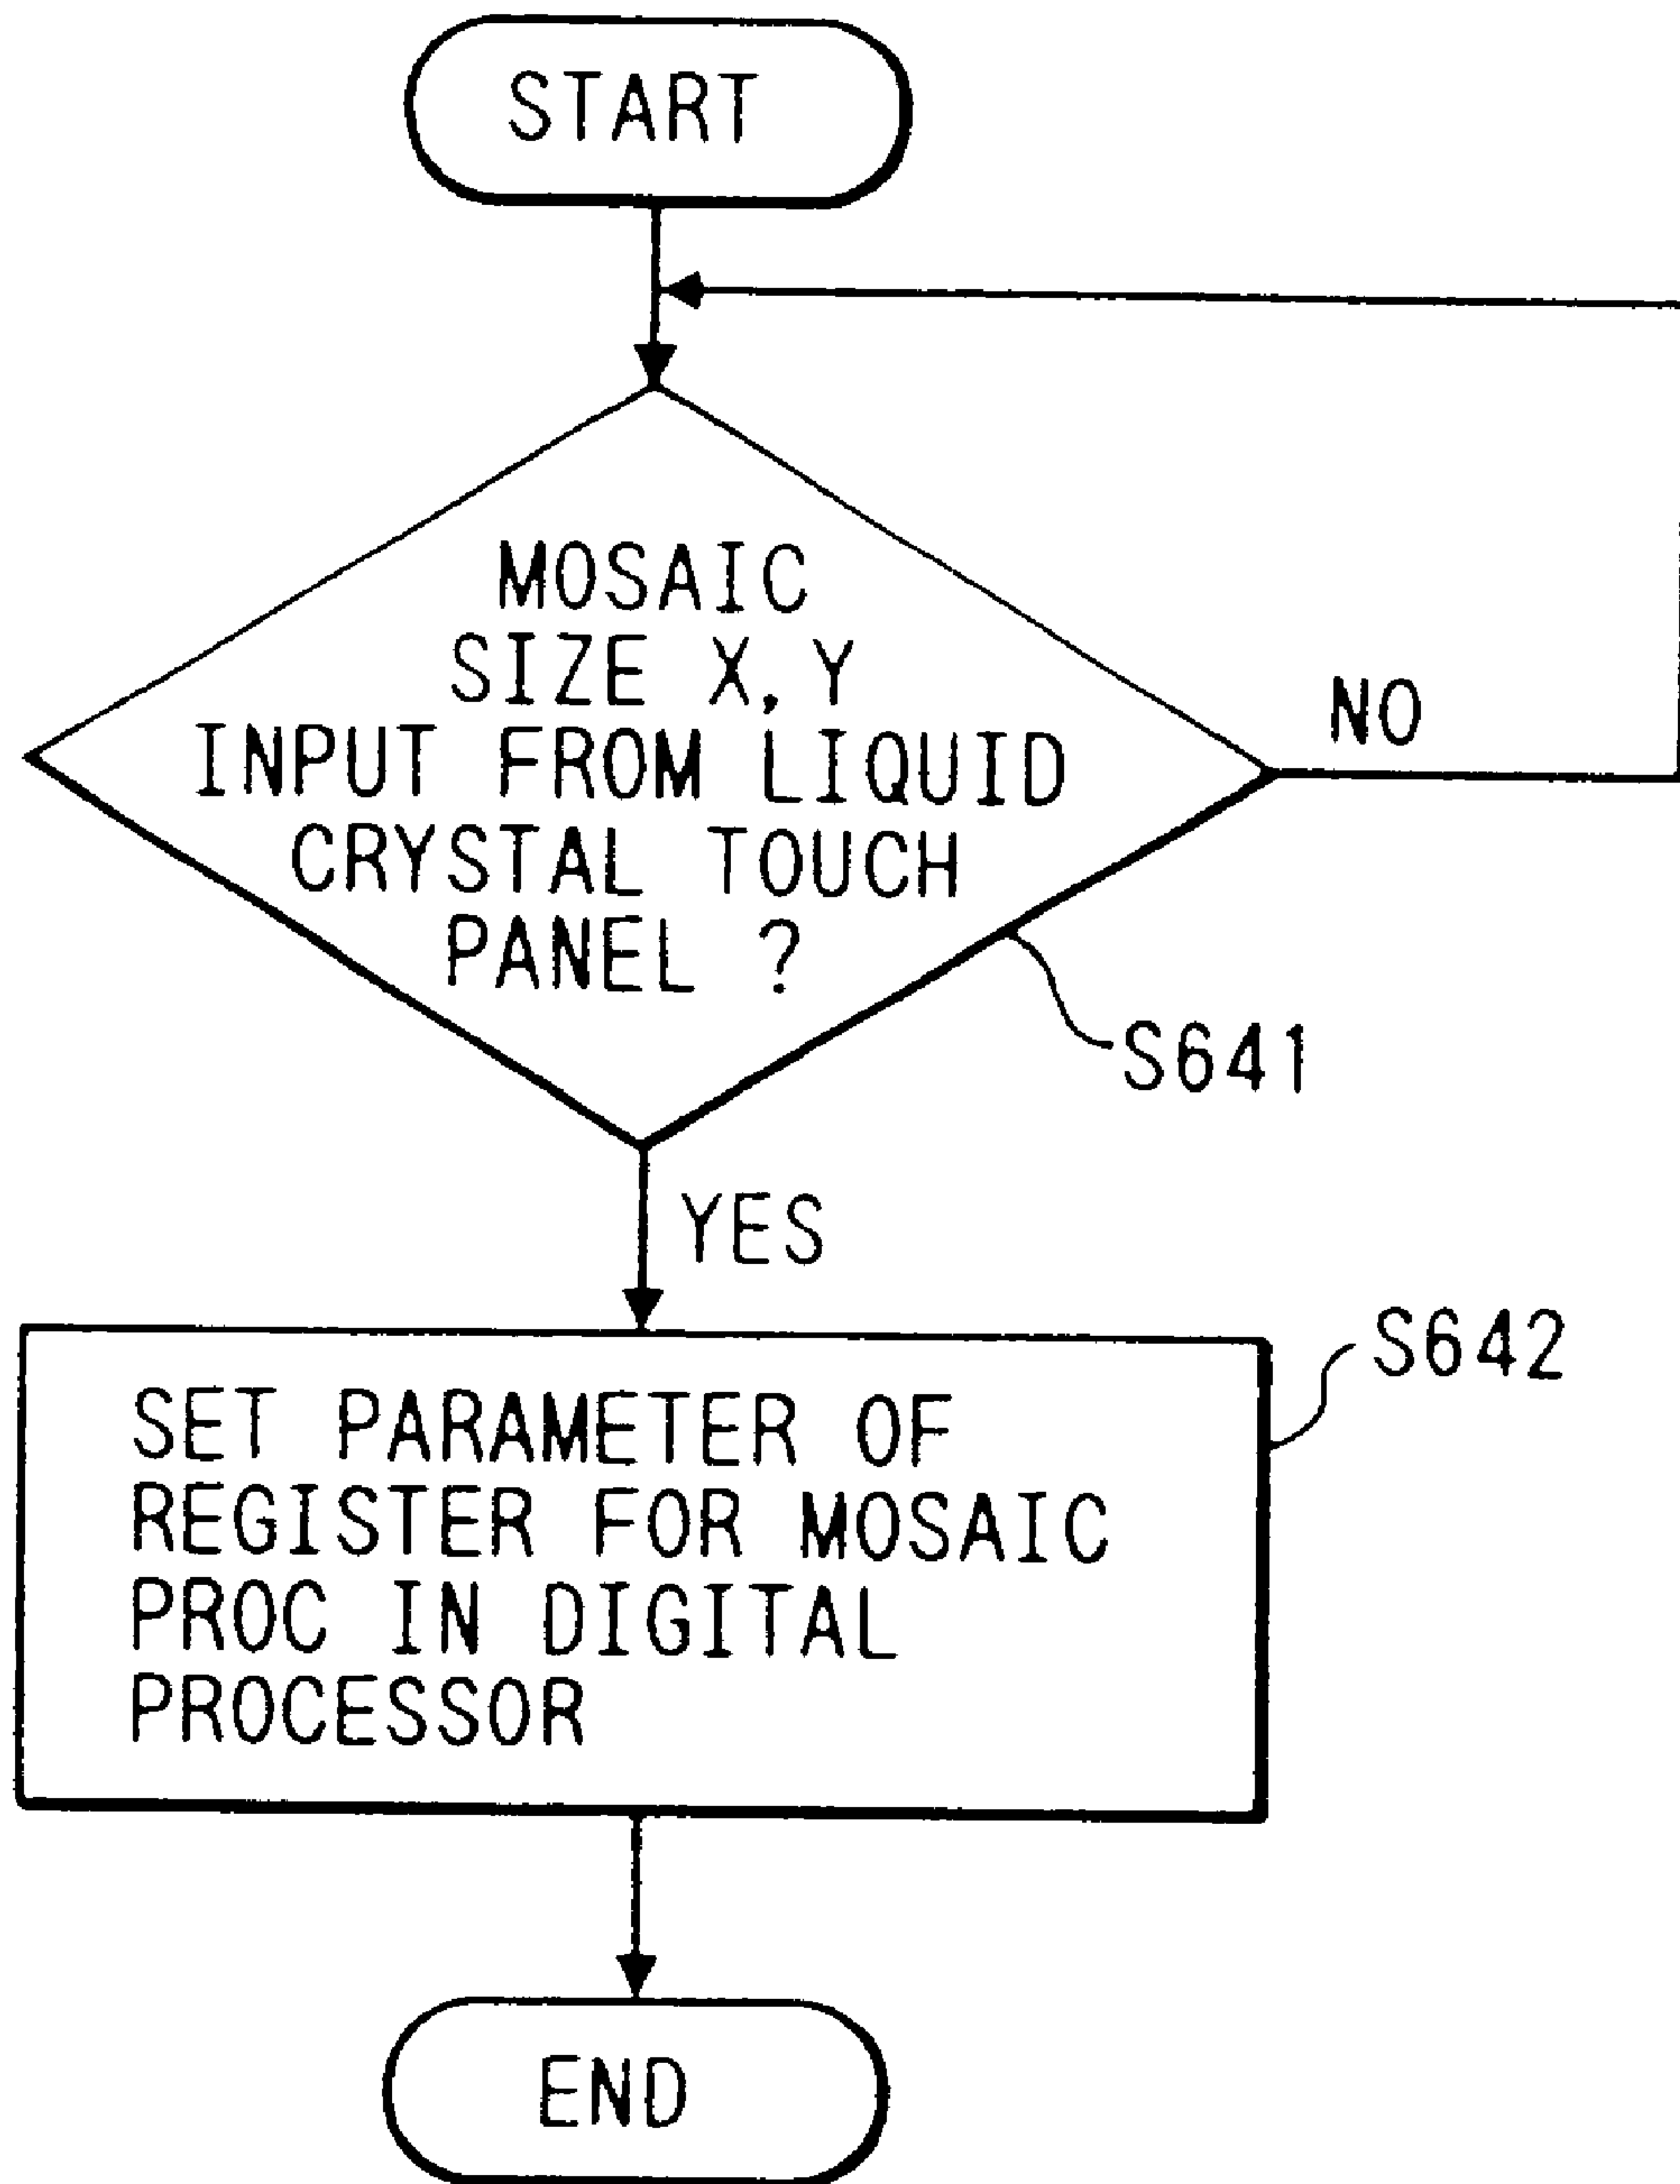 START
MOSAIC
SIZE X,Y
INPUT FROM LIQUID
CRYSTAL TOUCH
PANEL ?
NO
S641
YES
S642
SET PARAMETER OF
REGISTER FOR MOSAIC
PROC IN DIGITAL
PROCESSOR
END